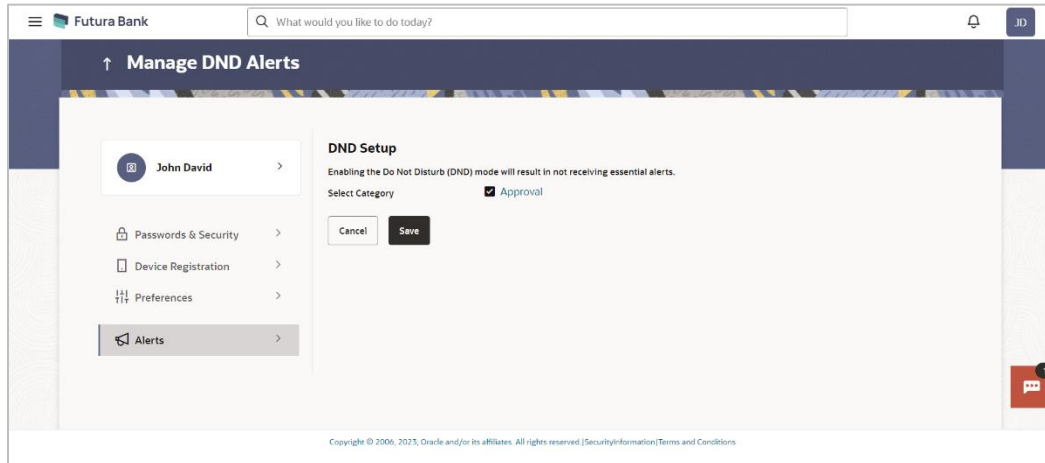 Futura Bank
What would you like to do today?
JD
↑ Manage DND Alerts
John David
Passwords & Security
Device Registration
Preferences
Alerts
DND Setup
Enabling the Do Not Disturb (DND) mode will result in not receiving essential alerts.
Select Category Approval
Cancel Save
Copyright © 2006, 2023, Oracle and/or its affiliates. All rights reserved.|SecurityInformation|Terms and Conditions